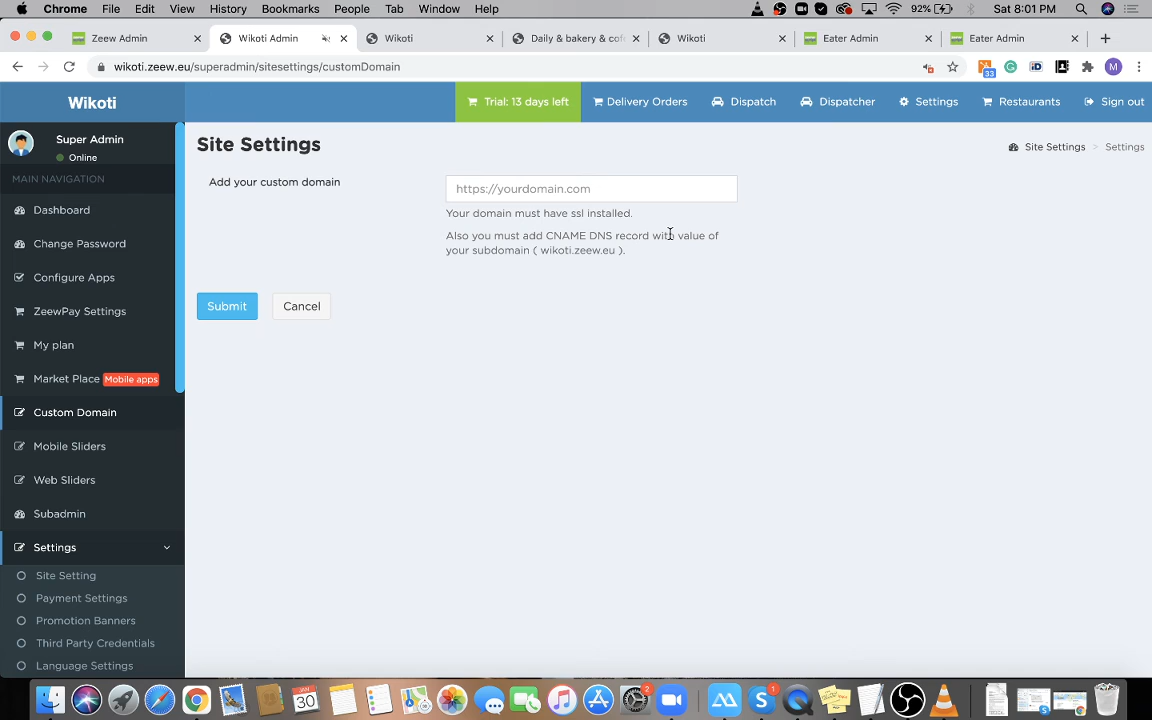 Chrome File Edit View History Bookmarks People Tab Window Help 92% Sat 8:01 PM
Zeew Admin Wikoti Admin Wikoti Daily & bakery & cof Wikoti Eater Admin Eater Admin
wikoti.zeew.eu/superadmin/sitesettings/customDomain 33 M
Wikoti Trial: 13 days left Delivery Orders Dispatch Dispatcher Settings Restaurants Sign out
Super Admin
Online
MAIN NAVIGATION
Dashboard
Change Password
Configure Apps
ZeewPay Settings
My plan
Market Place Mobile apps
Custom Domain
Mobile Sliders
Web Sliders
Subadmin
Settings
Site Setting
Payment Settings
Promotion Banners
Third Party Credentials
Language Settings
Site Settings
Site Settings > Settings
Add your custom domain
https://yourdomain.com
Your domain must have ssl installed.
Also you must add CNAME DNS record with value of
your subdomain ( wikoti.zeew.eu ).
Submit Cancel
JAN
30
2
1